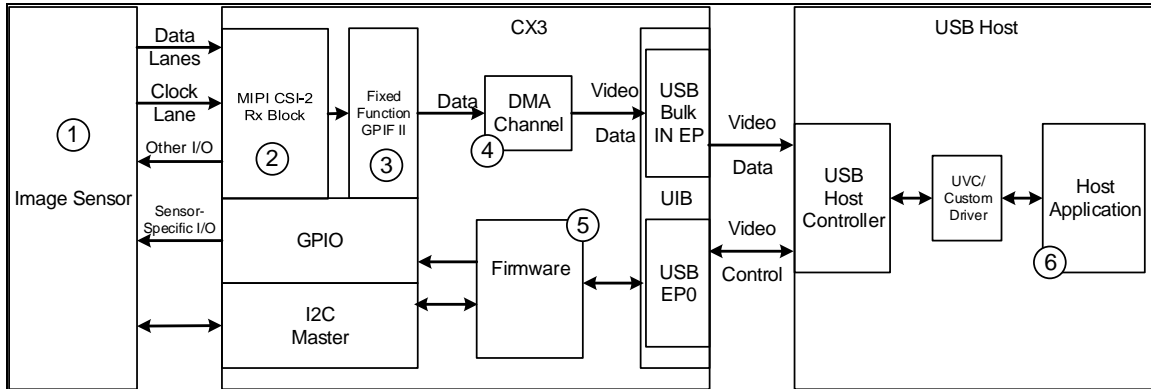 CX3
USB Host
Data
Lanes
Clock
Lane
Other I/O
Sensor-
Specific I/O
1
Image Sensor
MIPI CSI-2
Rx Block
2
Fixed
Function
GPIF II
3
Data
DMA
Channel
4
Video
Data
USB
Bulk
IN EP
UIB
Video
Data
USB
Host
Controller
UVC/
Custom
Driver
Host
Application
6
GPIO
I2C
Master
5
Firmware
USB
EP0
Video
Control